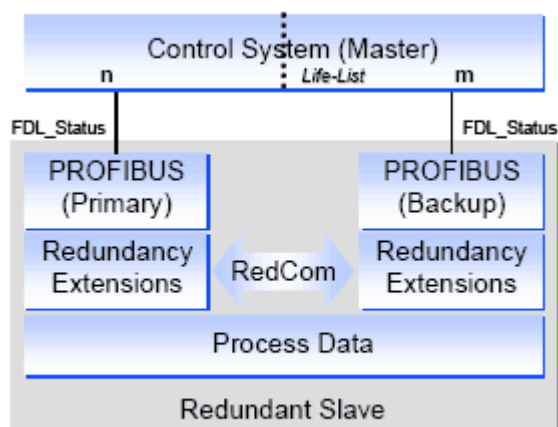 Control System (Master)
n Life-List m
FDL_Status FDL_Status
PROFIBUS PROFIBUS
(Primary) (Backup)
Redundancy Redundancy
Extensions RedCom Extensions
Process Data
Redundant Slave